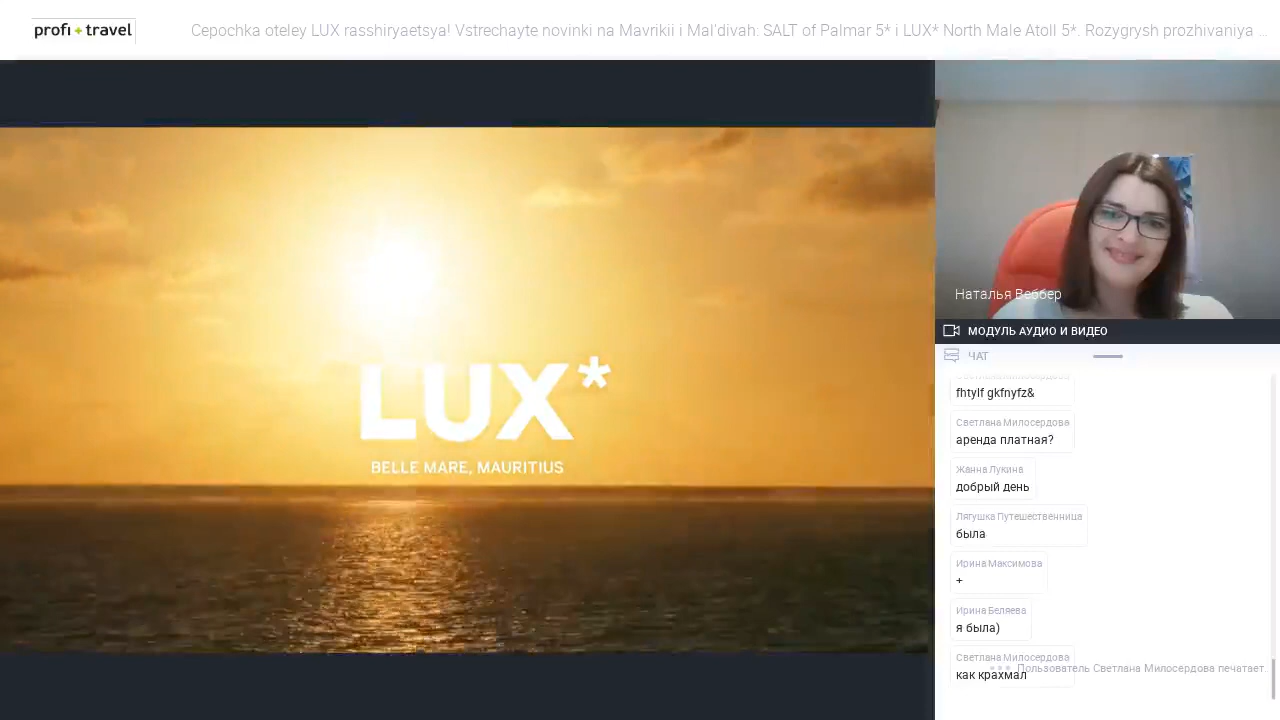 profi + travel
Cepochka oteley LUX rasshiryaetsya! Vstrechayte novinki na Mavrikii i Mal'divah: SALT of Palmar 5* i LUX* North Male Atoll 5*. Rozygrysh prozhivaniya ...
LUX*
BELLE MARE, MAURITIUS
Наталья Веббер
МОДУЛЬ АУДИО И ВИДЕО
ЧАТ
fhtylf gkfnyfz&
Светлана Милосердова
аренда платная?
Жанна Лукина
добрый день
Лягушка Путешественница
была
Ирина Максимова
+
Ирина Беляева
я была)
Светлана Милосердова
Пользователь Светлана Милосердова печатает.
как крахмал